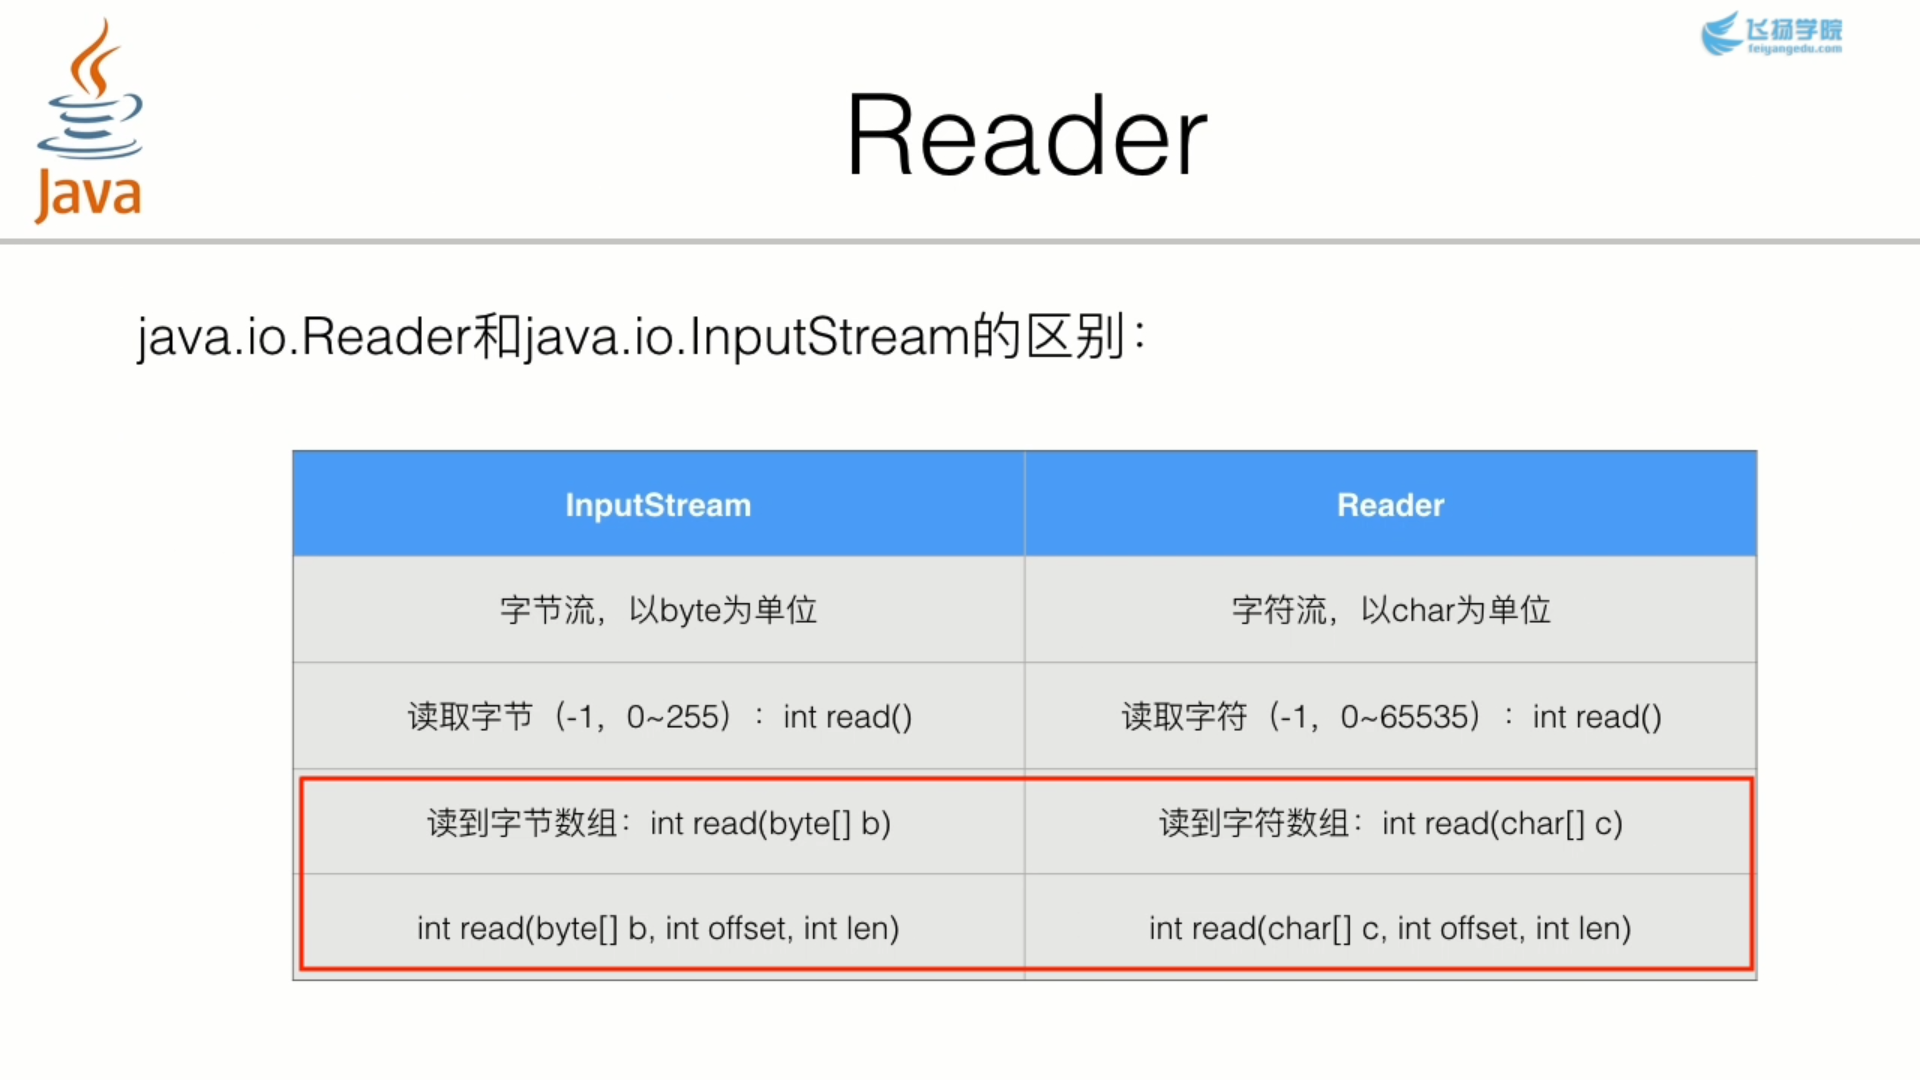 飞扬学院
feiyangedu.com
Java
Reader
java.io.Reader和java.io.InputStream的区别：
InputStream
Reader
字节流，以byte为单位
字符流，以char为单位
读取字节（-1，0~255）：int read()
读取字符（-1，0~65535）：int read()
读到字节数组：int read(byte[] b)
读到字符数组：int read(char[] c)
int read(byte[] b, int offset, int len)
int read(char[] c, int offset, int len)